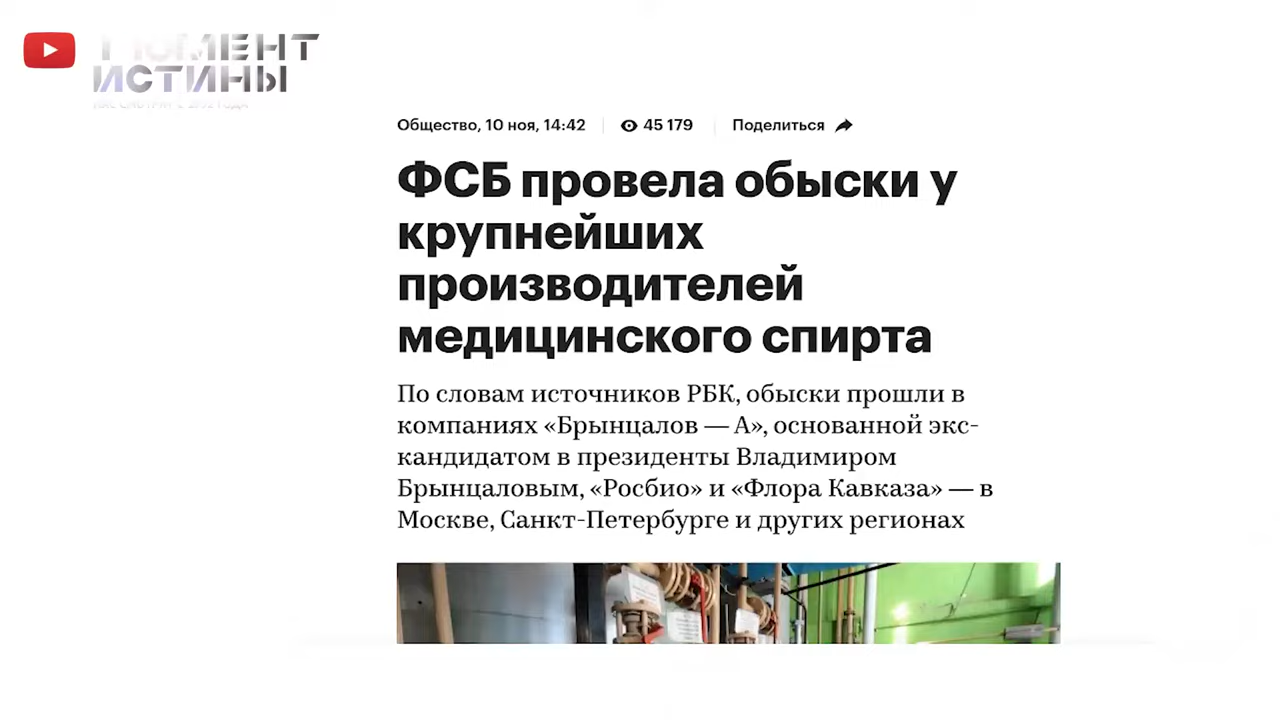 МОМЕНТ
ИСТИНЫ
Общество, 10 ноя, 14:42 45 179 Поделиться
ФСБ провела обыски у
крупнейших
производителей
медицинского спирта
По словам источников РБК, обыски прошли в
компаниях «Брынцалов — А», основанной экс-
кандидатом в президенты Владимиром
Брынцаловым, «Росбио» и «Флора Кавказа» — в
Москве, Санкт-Петербурге и других регионах